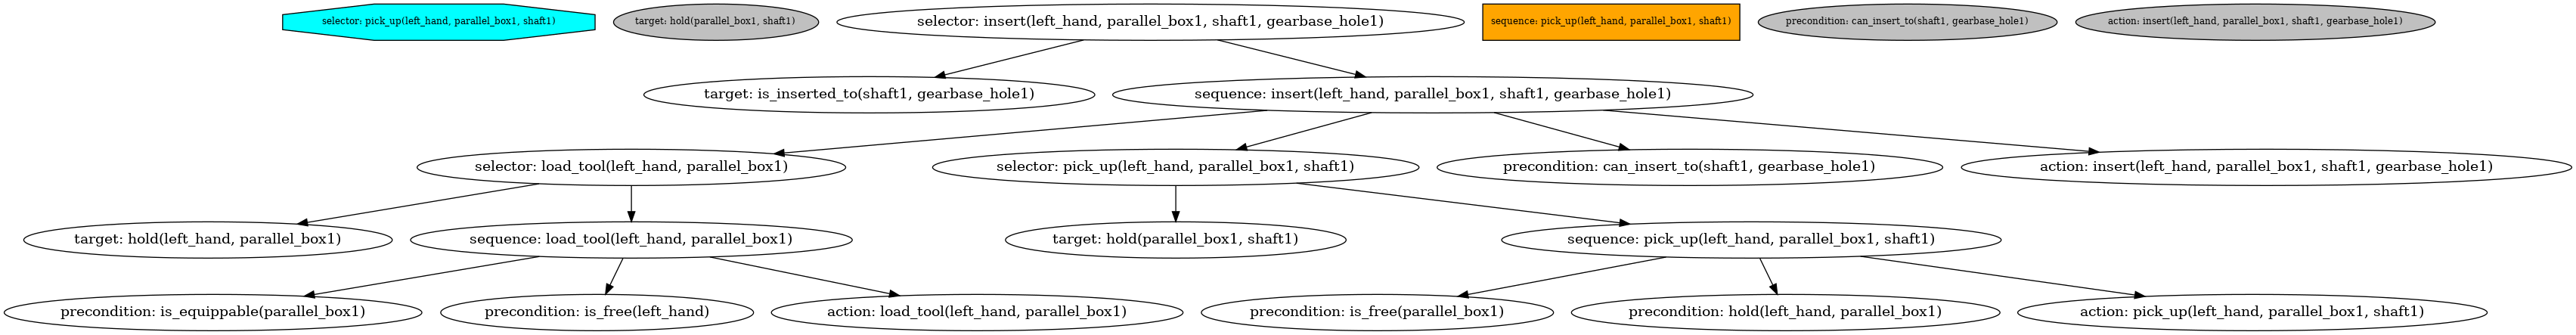 selector: pick_up(left_hand, parallel_box1, shaft1)
target: hold(parallel_box1, shaft1)
selector: insert(left_hand, parallel_box1, shaft1, gearbase_hole1)
sequence: pick_up(left_hand, parallel_box1, shaft1)
precondition: can_insert_to(shaft1, gearbase_hole1)
action: insert(left_hand, parallel_box1, shaft1, gearbase_hole1)
target: is_inserted_to(shaft1, gearbase_hole1)
sequence: insert(left_hand, parallel_box1, shaft1, gearbase_hole1)
selector: load_tool(left_hand, parallel_box1)
selector: pick_up(left_hand, parallel_box1, shaft1)
precondition: can_insert_to(shaft1, gearbase_hole1)
action: insert(left_hand, parallel_box1, shaft1, gearbase_hole1)
target: hold(left_hand, parallel_box1)
sequence: load_tool(left_hand, parallel_box1)
target: hold(parallel_box1, shaft1)
sequence: pick_up(left_hand, parallel_box1, shaft1)
precondition: is_equippable(parallel_box1)
precondition: is_free(left_hand)
action: load_tool(left_hand, parallel_box1)
precondition: is_free(parallel_box1)
precondition: hold(left_hand, parallel_box1)
action: pick_up(left_hand, parallel_box1, shaft1)